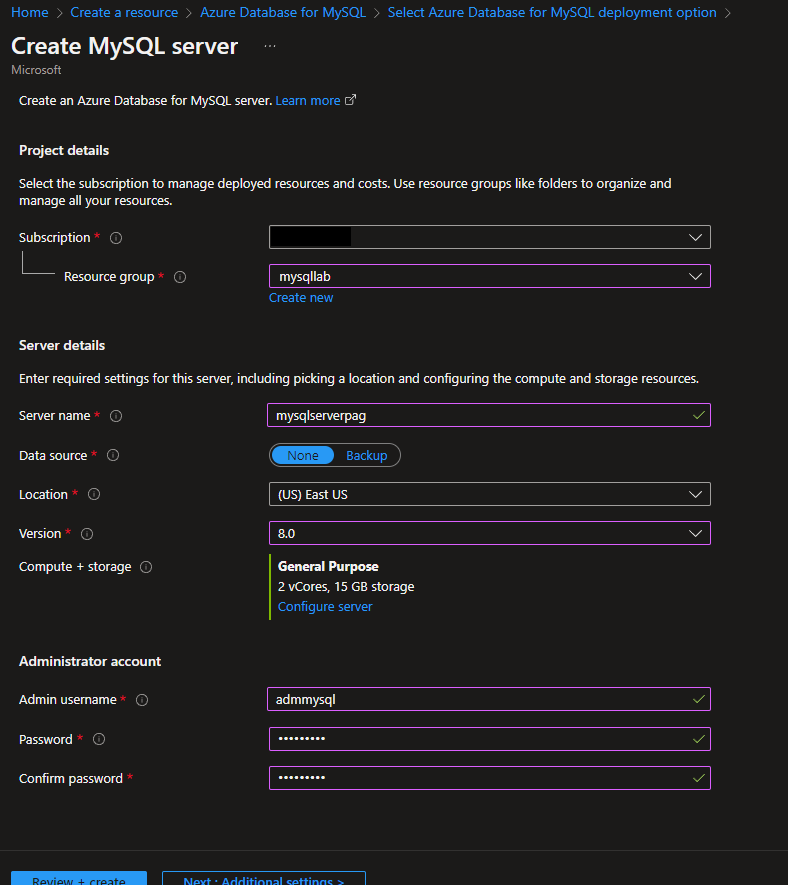 Home > Create a resource > Azure Database for MySQL > Select Azure Database for MySQL deployment option >
Create MySQL server ...
Microsoft
Create an Azure Database for MySQL server. Learn more
Project details
Select the subscription to manage deployed resources and costs. Use resource groups like folders to organize and
manage all your resources.
Subscription *
Resource group * mysqllab
Create new
Server details
Enter required settings for this server, including picking a location and configuring the compute and storage resources.
Server name * mysqlserverpag
Data source * None Backup
Location * (US) East US
Version * 8.0
Compute + storage General Purpose
2 vCores, 15 GB storage
Configure server
Administrator account
Admin username * admmysql
Password * •••••••••
Confirm password * •••••••••
Review + create Next : Additional settings >